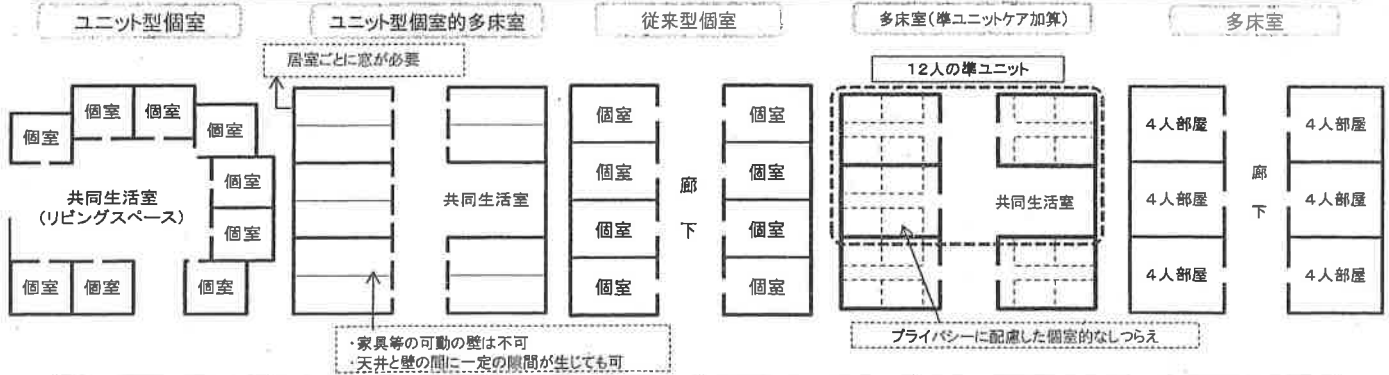 ユニット型個室
ユニット型個室的多床室
従来型個室
多床室(準ユニットケア加算)
多床室
個室
個室
個室
個室
個室
個室
個室
個室
個室
共同生活室
(リビングスペース)
居室ごとに窓が必要
共同生活室
・家具等の可動の壁は不可
・天井と壁の間に一定の隙間が生じても可
個室
個室
個室
個室
廊
下
個室
個室
個室
個室
12人の準ユニット
共同生活室
プライバシーに配慮した個室的なしつらえ
4人部屋
4人部屋
4人部屋
廊
下
4人部屋
4人部屋
4人部屋